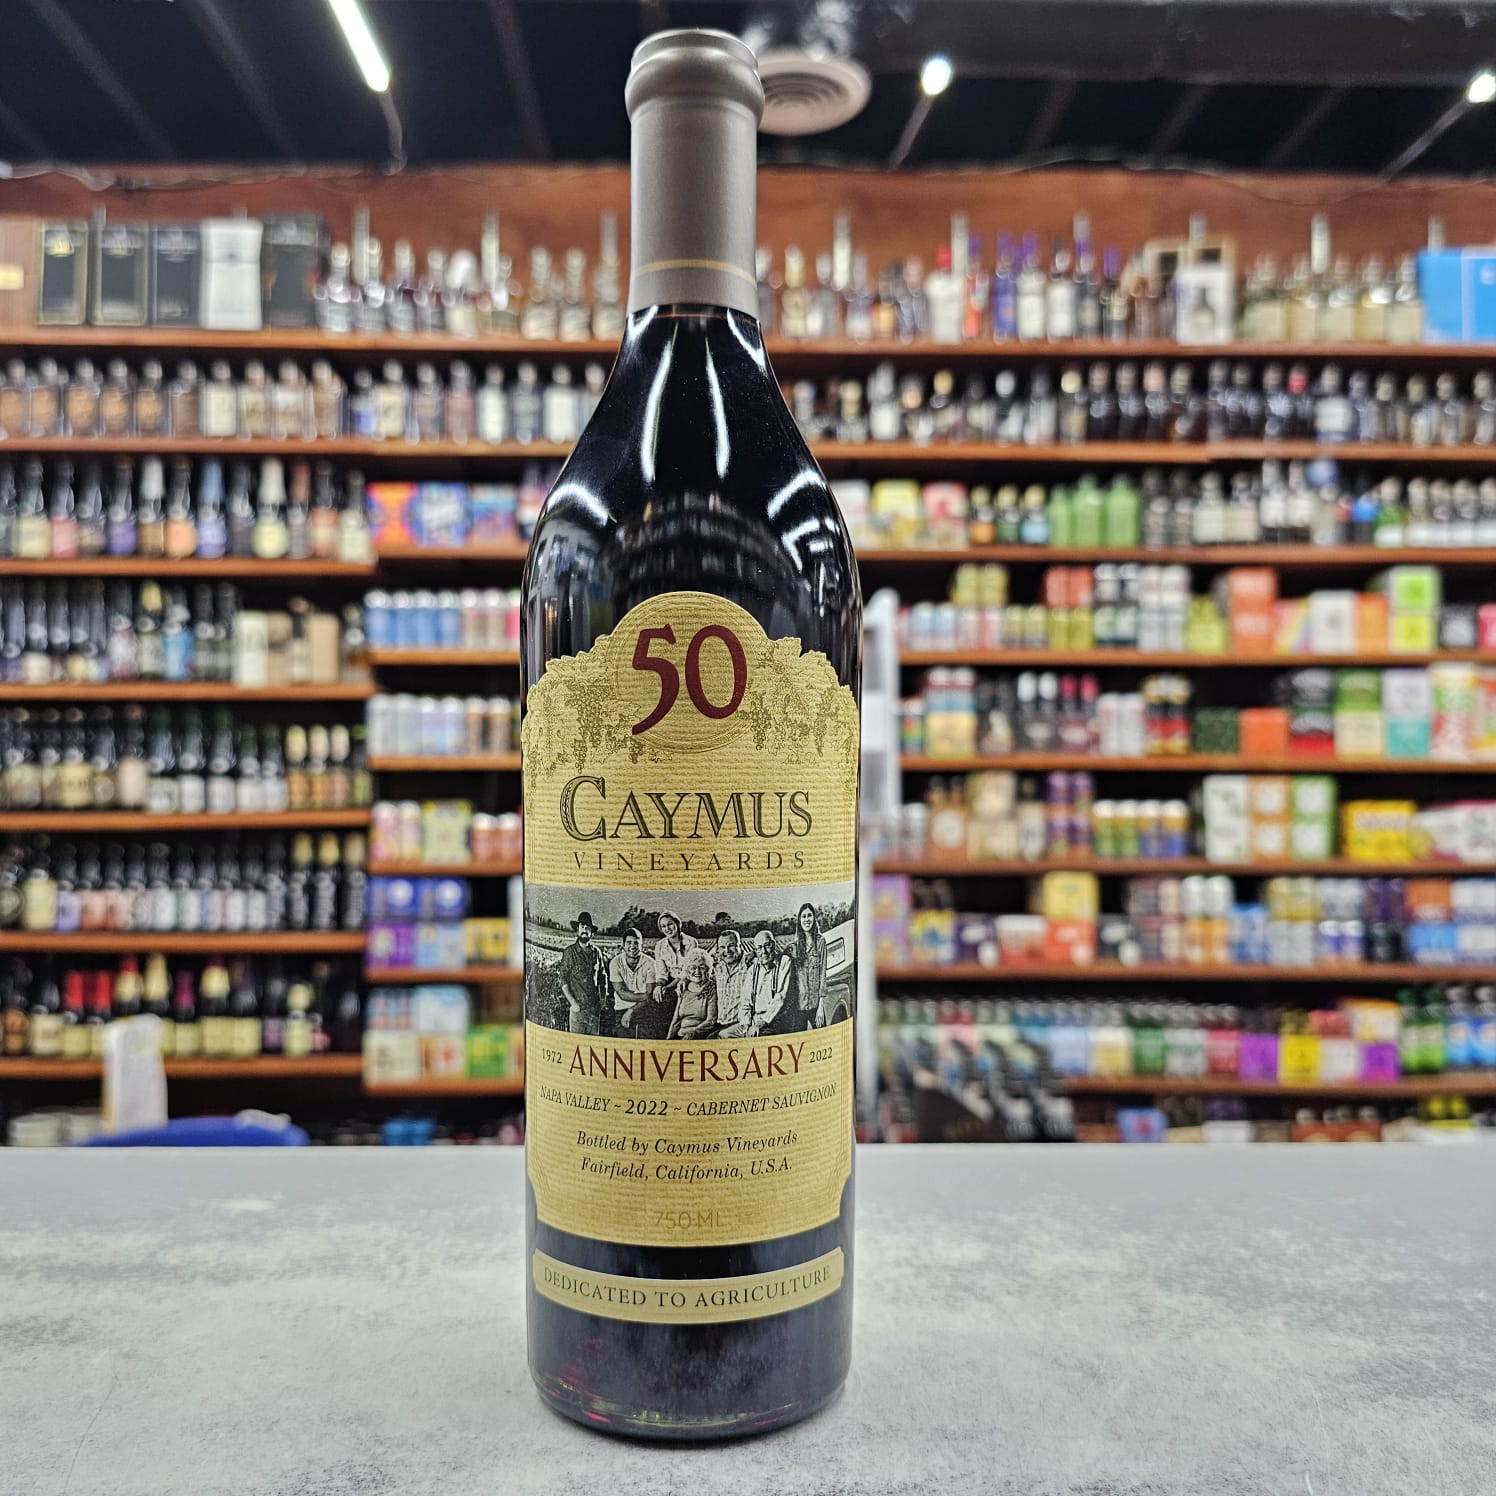 50
CAYMUS
VINEYARDS
1972 ANNIVERSARY 2022
NAPA VALLEY ~ 2022 ~ CABERNET SAUVIGNON
Bottled by Caymus Vineyards
Fairfield, California, U.S.A.
750 ML
DEDICATED TO AGRICULTURE